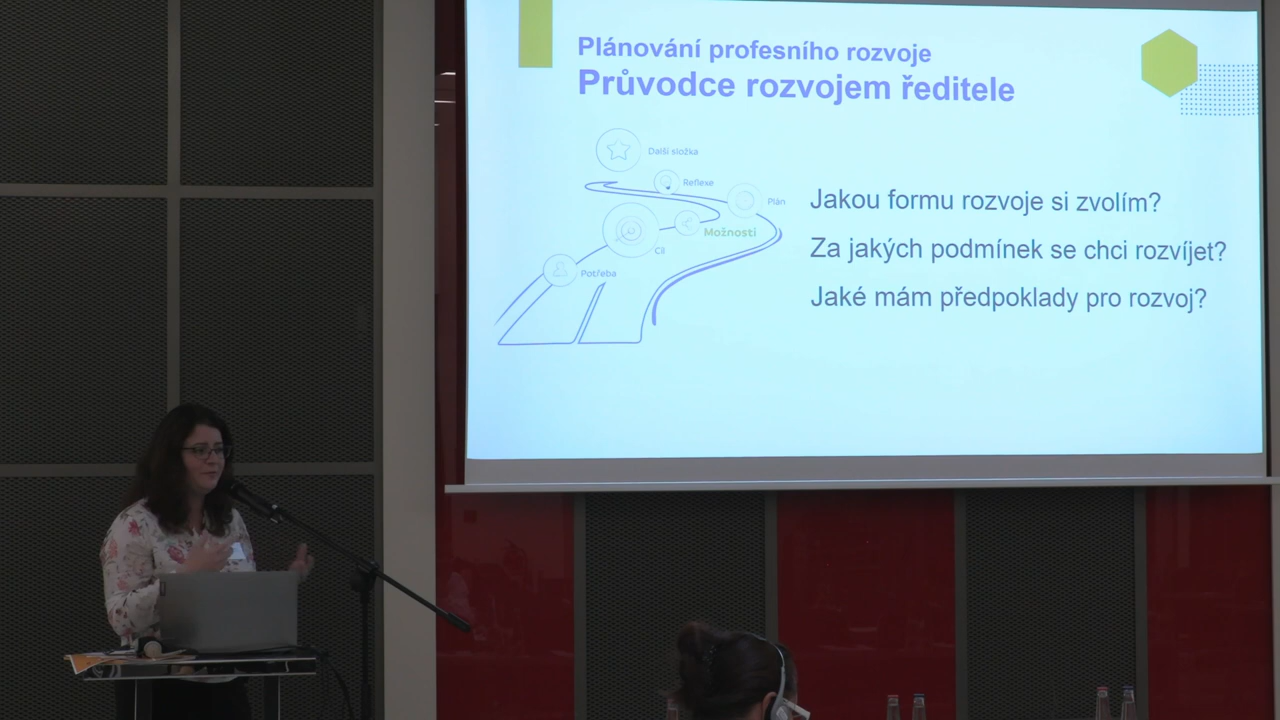 Plánování profesního rozvoje
Průvodce rozvojem ředitele
Další složka
Reflexe
Plán
Možnosti
Cíl
Potřeba
Jakou formu rozvoje si zvolím?
Za jakých podmínek se chci rozvíjet?
Jaké mám předpoklady pro rozvoj?